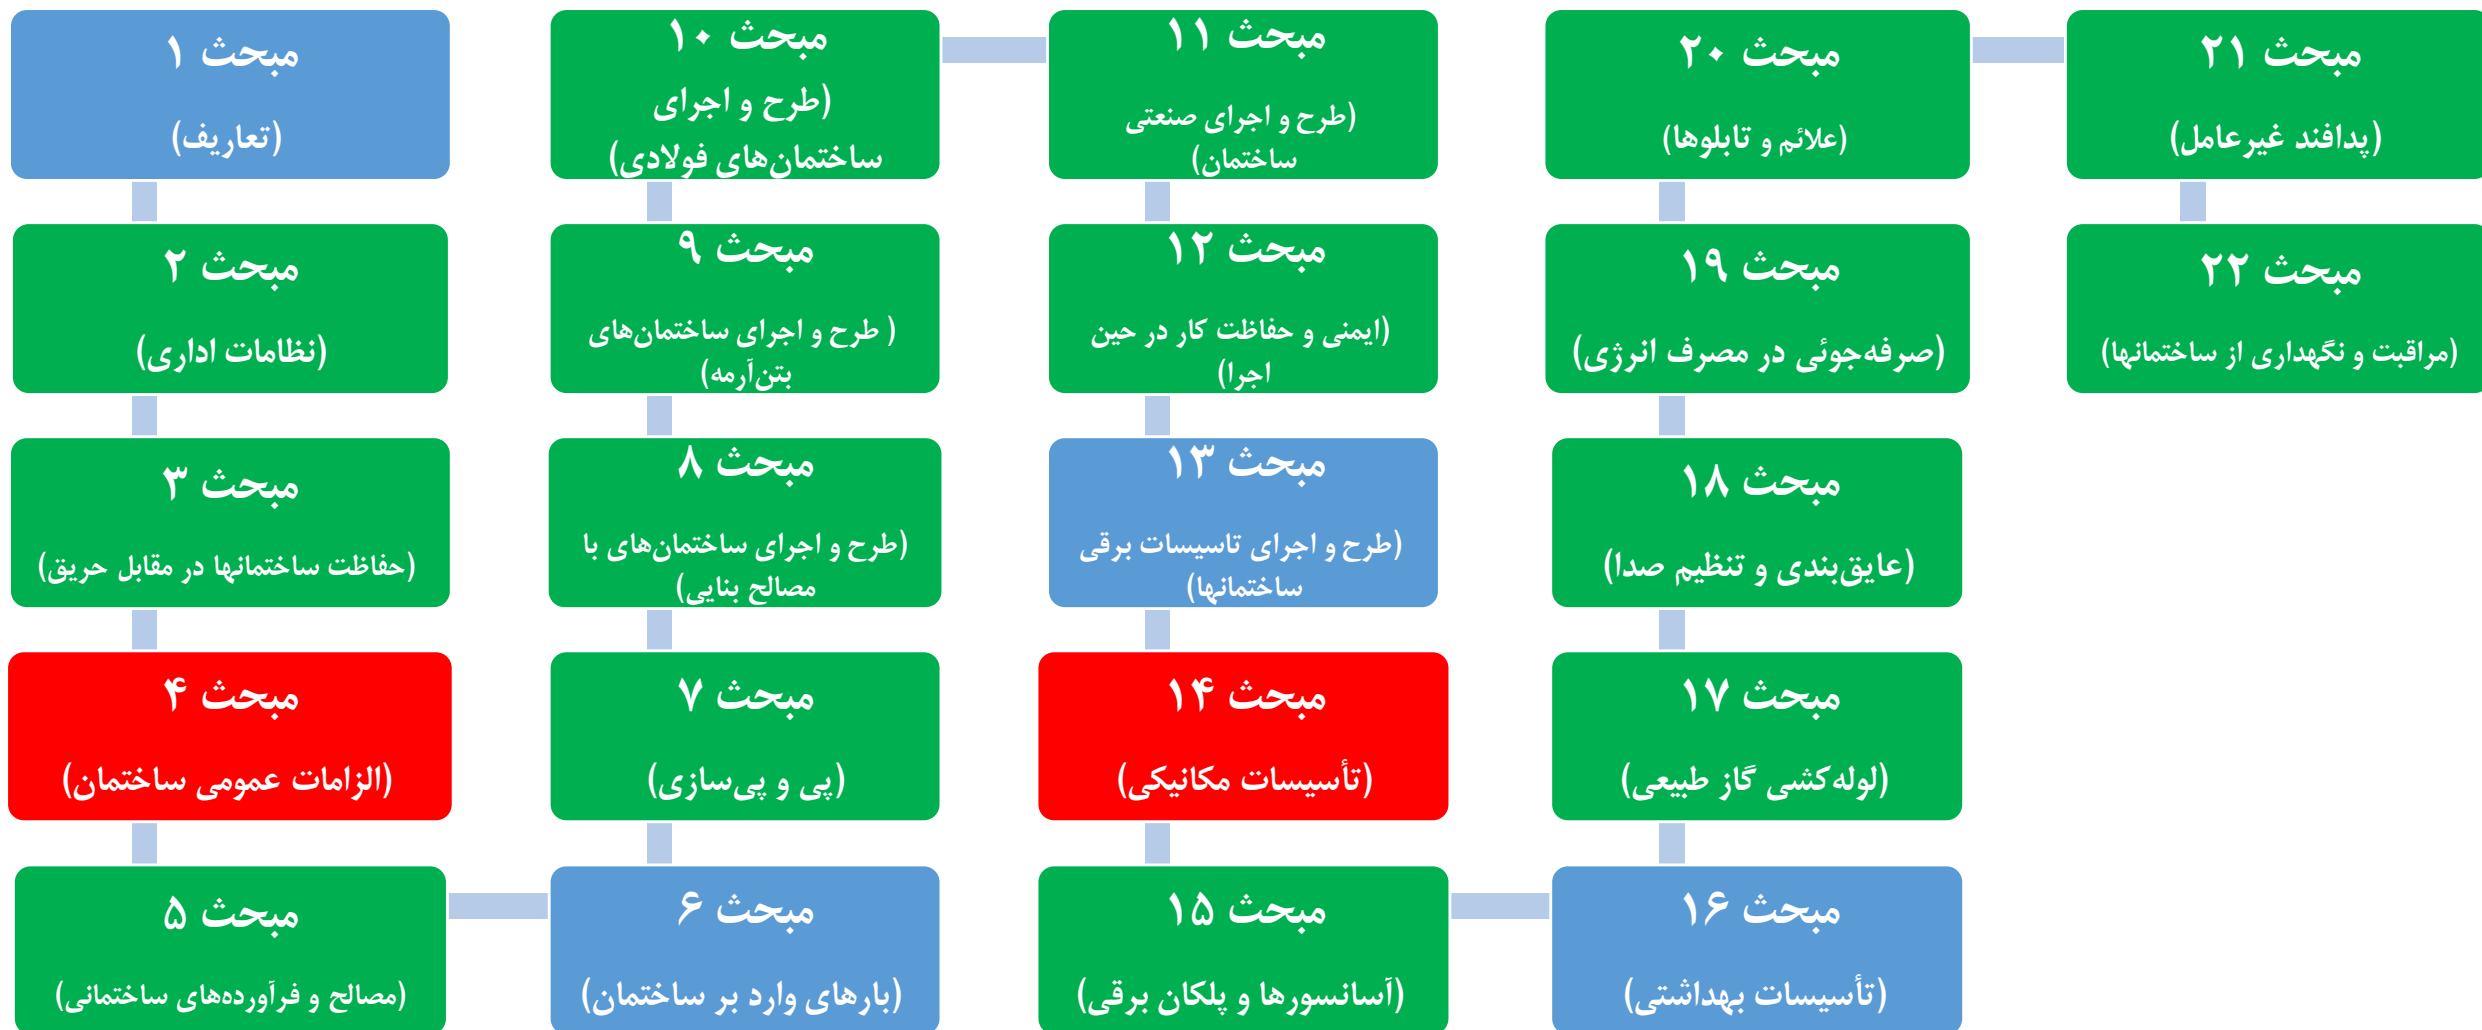 مبحث ۱
(تعاریف)
مبحث ۲
(نظامات اداری)
مبحث ۳
(حفاظت ساختمانها در مقابل حریق)
مبحث ۴
(الزامات عمومی ساختمان)
مبحث ۵
(مصالح و فرآورده‌های ساختمانی)
مبحث ۶
(بارهای وارد بر ساختمان)
مبحث ۷
(پی و پی‌سازی)
مبحث ۸
(طرح و اجرای ساختمان‌های با
مصالح بنایی)
مبحث ۹
( طرح و اجرای ساختمان‌های
بتن‌آرمه)
مبحث ۱۰
(طرح و اجرای
ساختمان‌های فولادی)
مبحث ۱۱
(طرح و اجرای صنعتی
ساختمان)
مبحث ۱۲
(ایمنی و حفاظت کار در حین
اجرا)
مبحث ۱۳
(طرح و اجرای تاسیسات برقی
ساختمانها)
مبحث ۱۴
(تأسیسات مکانیکی)
مبحث ۱۵
(آسانسورها و پلکان برقی)
مبحث ۱۶
(تأسیسات بهداشتی)
مبحث ۱۷
(لوله‌کشی گاز طبیعی)
مبحث ۱۸
(عایق‌بندی و تنظیم صدا)
مبحث ۱۹
(صرفه‌جوئی در مصرف انرژی)
مبحث ۲۰
(علائم و تابلوها)
مبحث ۲۱
(پدافند غیرعامل)
مبحث ۲۲
(مراقبت و نگهداری از ساختمانها)